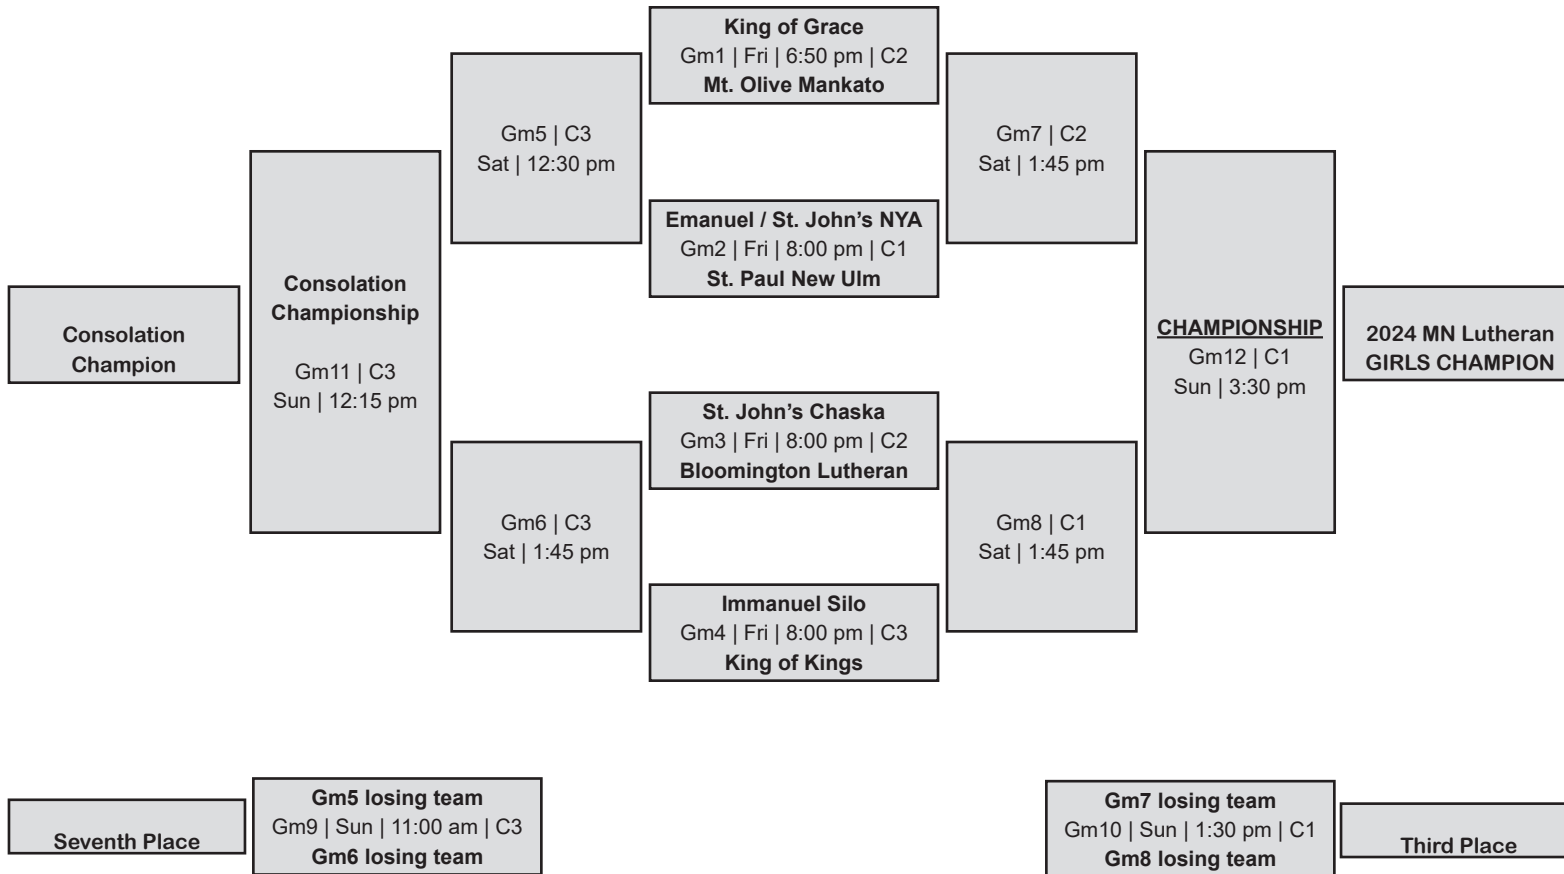 King of Grace
Gm1 | Fri | 6:50 pm | C2
Mt. Olive Mankato
Gm5 | C3
Sat | 12:30 pm
Gm7 | C2
Sat | 1:45 pm
Emanuel / St. John’s NYA
Gm2 | Fri | 8:00 pm | C1
St. Paul New Ulm
Consolation
Champion
Consolation
Championship
Gm11 | C3
Sun | 12:15 pm
CHAMPIONSHIP
Gm12 | C1
Sun | 3:30 pm
2024 MN Lutheran
GIRLS CHAMPION
St. John’s Chaska
Gm3 | Fri | 8:00 pm | C2
Bloomington Lutheran
Gm6 | C3
Sat | 1:45 pm
Gm8 | C1
Sat | 1:45 pm
Immanuel Silo
Gm4 | Fri | 8:00 pm | C3
King of Kings
Seventh Place
Gm5 losing team
Gm9 | Sun | 11:00 am | C3
Gm6 losing team
Gm7 losing team
Gm10 | Sun | 1:30 pm | C1
Gm8 losing team
Third Place